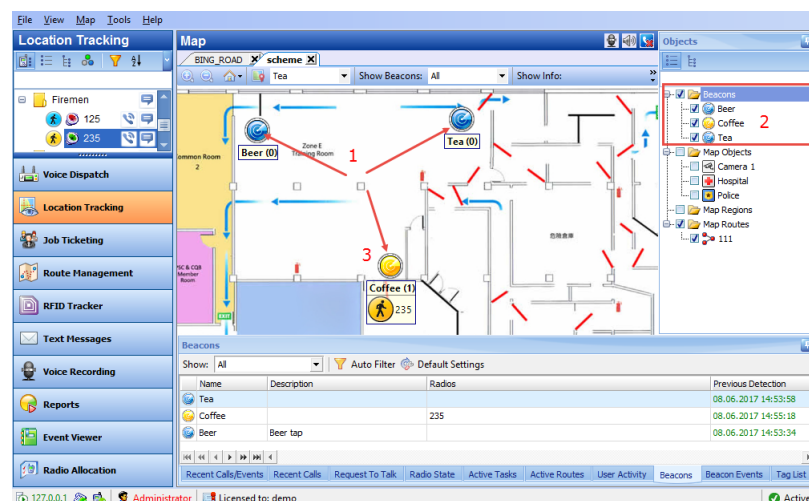 File View Map Tools Help
Location Tracking
Firemen
125
235
Voice Dispatch
Location Tracking
Job Ticketing
Route Management
RFID Tracker
Text Messages
Voice Recording
Reports
Event Viewer
Radio Allocation
Map
BING_ROAD X scheme X
Tea Show Beacons: All Show Info:
Common Room
2
Zone E
Training Room
Beer (0)
Tea (0)
1
3
Coffee (1)
235
危險倉庫
Member
Room
EXIT
Objects
Beacons
Beer
Coffee
Tea
2
Map Objects
Camera 1
Hospital
Police
Map Regions
Map Routes
111
Beacons
Show: All Auto Filter Default Settings
Name Description Radios Previous Detection
Tea 08.06.2017 14:53:58
Coffee 235 08.06.2017 14:55:18
Beer Beer tap 08.06.2017 14:53:34
Recent Calls/Events Recent Calls Request To Talk Radio State Active Tasks Active Routes User Activity Beacons Beacon Events Tag List
127.0.0.1 Administrator Licensed to: demo Activ